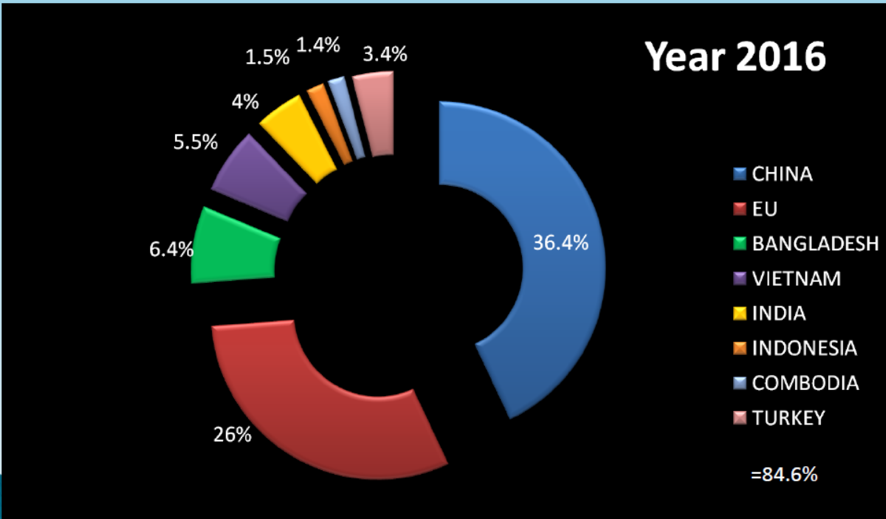 Year 2016
1.4%
1.5%
3.4%
4%
5.5%
6.4%
36.4%
26%
CHINA
EU
BANGLADESH
VIETNAM
INDIA
INDONESIA
COMBODIA
TURKEY
=84.6%